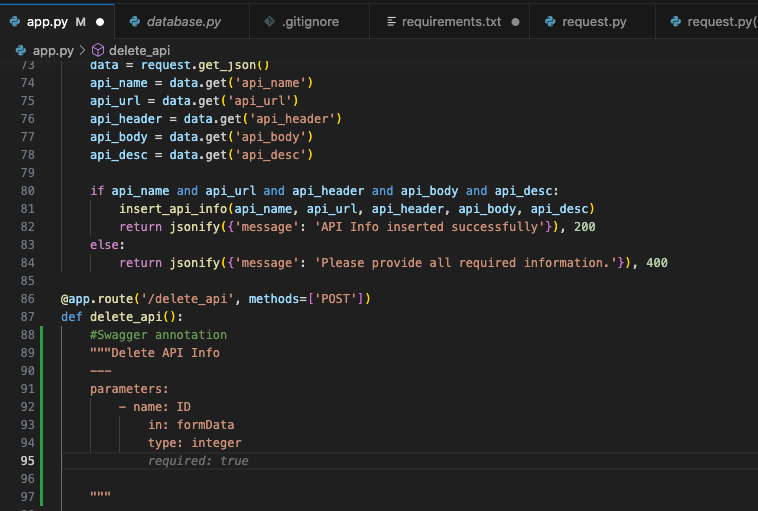 app.py M database.py .gitignore requirements.txt request.py request.py(
app.py > delete_api
73 data = request.get_json()
74 api_name = data.get('api_name')
75 api_url = data.get('api_url')
76 api_header = data.get('api_header')
77 api_body = data.get('api_body')
78 api_desc = data.get('api_desc')
79
80 if api_name and api_url and api_header and api_body and api_desc:
81 insert_api_info(api_name, api_url, api_header, api_body, api_desc)
82 return jsonify({'message': 'API Info inserted successfully'}), 200
83 else:
84 return jsonify({'message': 'Please provide all required information.'}), 400
85
86 @app.route('/delete_api', methods=['POST'])
87 def delete_api():
88 #Swagger annotation
89 """Delete API Info
90 ---
91 parameters:
92 - name: ID
93 in: formData
94 type: integer
95 required: true
96
97 """